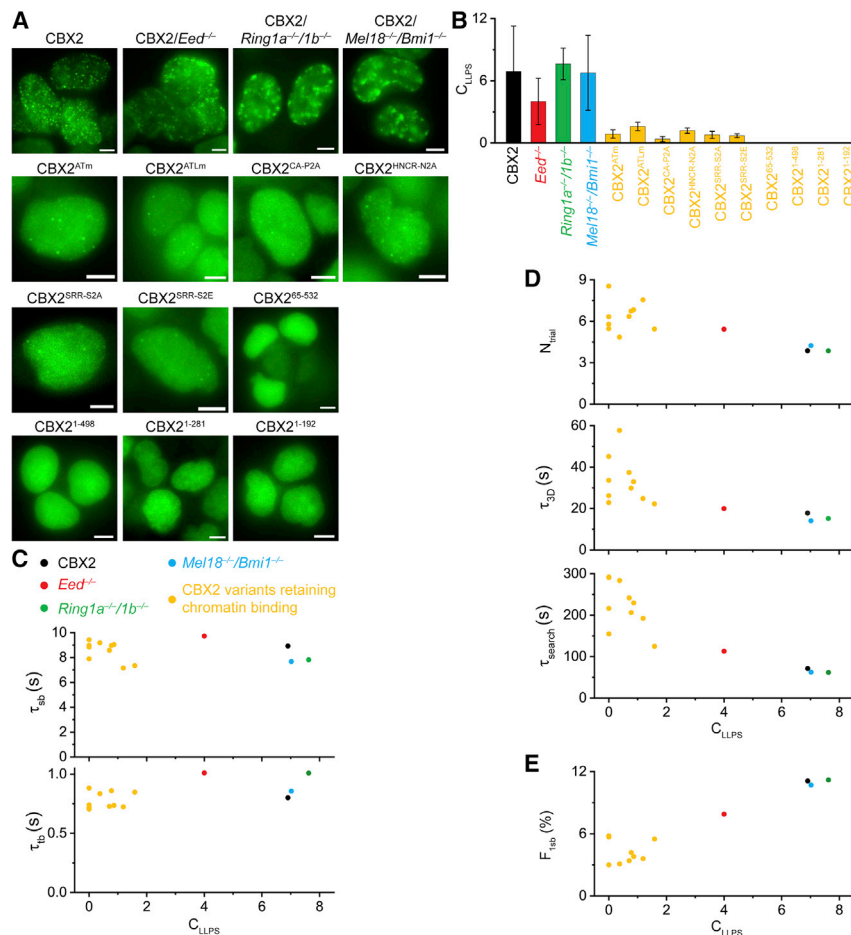 A
CBX2
CBX2/Eed–/–
CBX2/
Ring1a–/–/1b–/–
CBX2/
Mel18–/–/Bmi1–/–
CBX2ATm
CBX2ATLm
CBX2CA-P2A
CBX2HNCR-N2A
CBX2SRR-S2A
CBX2SRR-S2E
CBX265-532
CBX21-498
CBX21-281
CBX21-192
B
CLLPS
12
6
0
CBX2
Eed–/–
Ring1a–/–/1b–/–
Mel18–/–/Bmi1–/–
CBX2ATm
CBX2ATLm
CBX2CA-P2A
CBX2HNCR-N2A
CBX2SRR-S2A
CBX2SRR-S2E
CBX265-532
CBX21-498
CBX21-281
CBX21-192
C
CBX2
Eed–/–
Ring1a–/–/1b–/–
Mel18–/–/Bmi1–/–
CBX2 variants retaining
chromatin binding
τsb (s)
10
8
6
4
2
0
τtb (s)
1.0
0.5
0.0
0 2 4 6 8
CLLPS
D
Ntrial
9
6
3
0
τ3D (s)
60
40
20
0
τsearch (s)
300
200
100
0
0 2 4 6 8
CLLPS
E
F1sb (%)
12
6
0
0 2 4 6 8
CLLPS